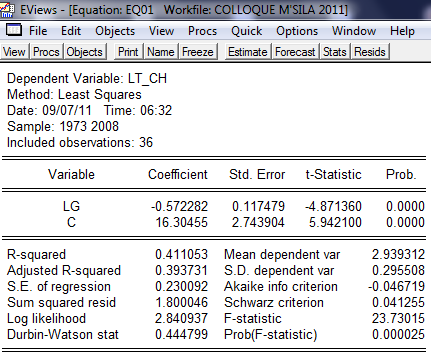 EViews - [Equation: EQ01 Workfile: COLLOQUE M'SILA 2011]
File Edit Objects View Procs Quick Options Window Help
View Procs Objects Print Name Freeze Estimate Forecast Stats Resids
Dependent Variable: LT_CH
Method: Least Squares
Date: 09/07/11 Time: 06:32
Sample: 1973 2008
Included observations: 36
Variable Coefficient Std. Error t-Statistic Prob.
LG -0.572282 0.117479 -4.871360 0.0000
C 16.30455 2.743904 5.942100 0.0000
R-squared 0.411053 Mean dependent var 2.939312
Adjusted R-squared 0.393731 S.D. dependent var 0.295508
S.E. of regression 0.230092 Akaike info criterion -0.046719
Sum squared resid 1.800046 Schwarz criterion 0.041255
Log likelihood 2.840937 F-statistic 23.73015
Durbin-Watson stat 0.444799 Prob(F-statistic) 0.000025